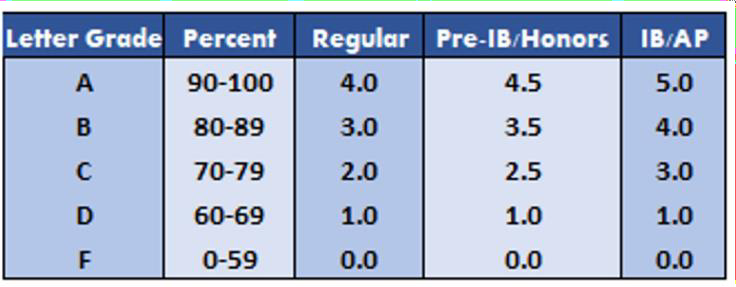 Letter Grade Percent Regular Pre-IB/Honors IB/AP
A 90-100 4.0 4.5 5.0
B 80-89 3.0 3.5 4.0
C 70-79 2.0 2.5 3.0
D 60-69 1.0 1.0 1.0
F 0-59 0.0 0.0 0.0